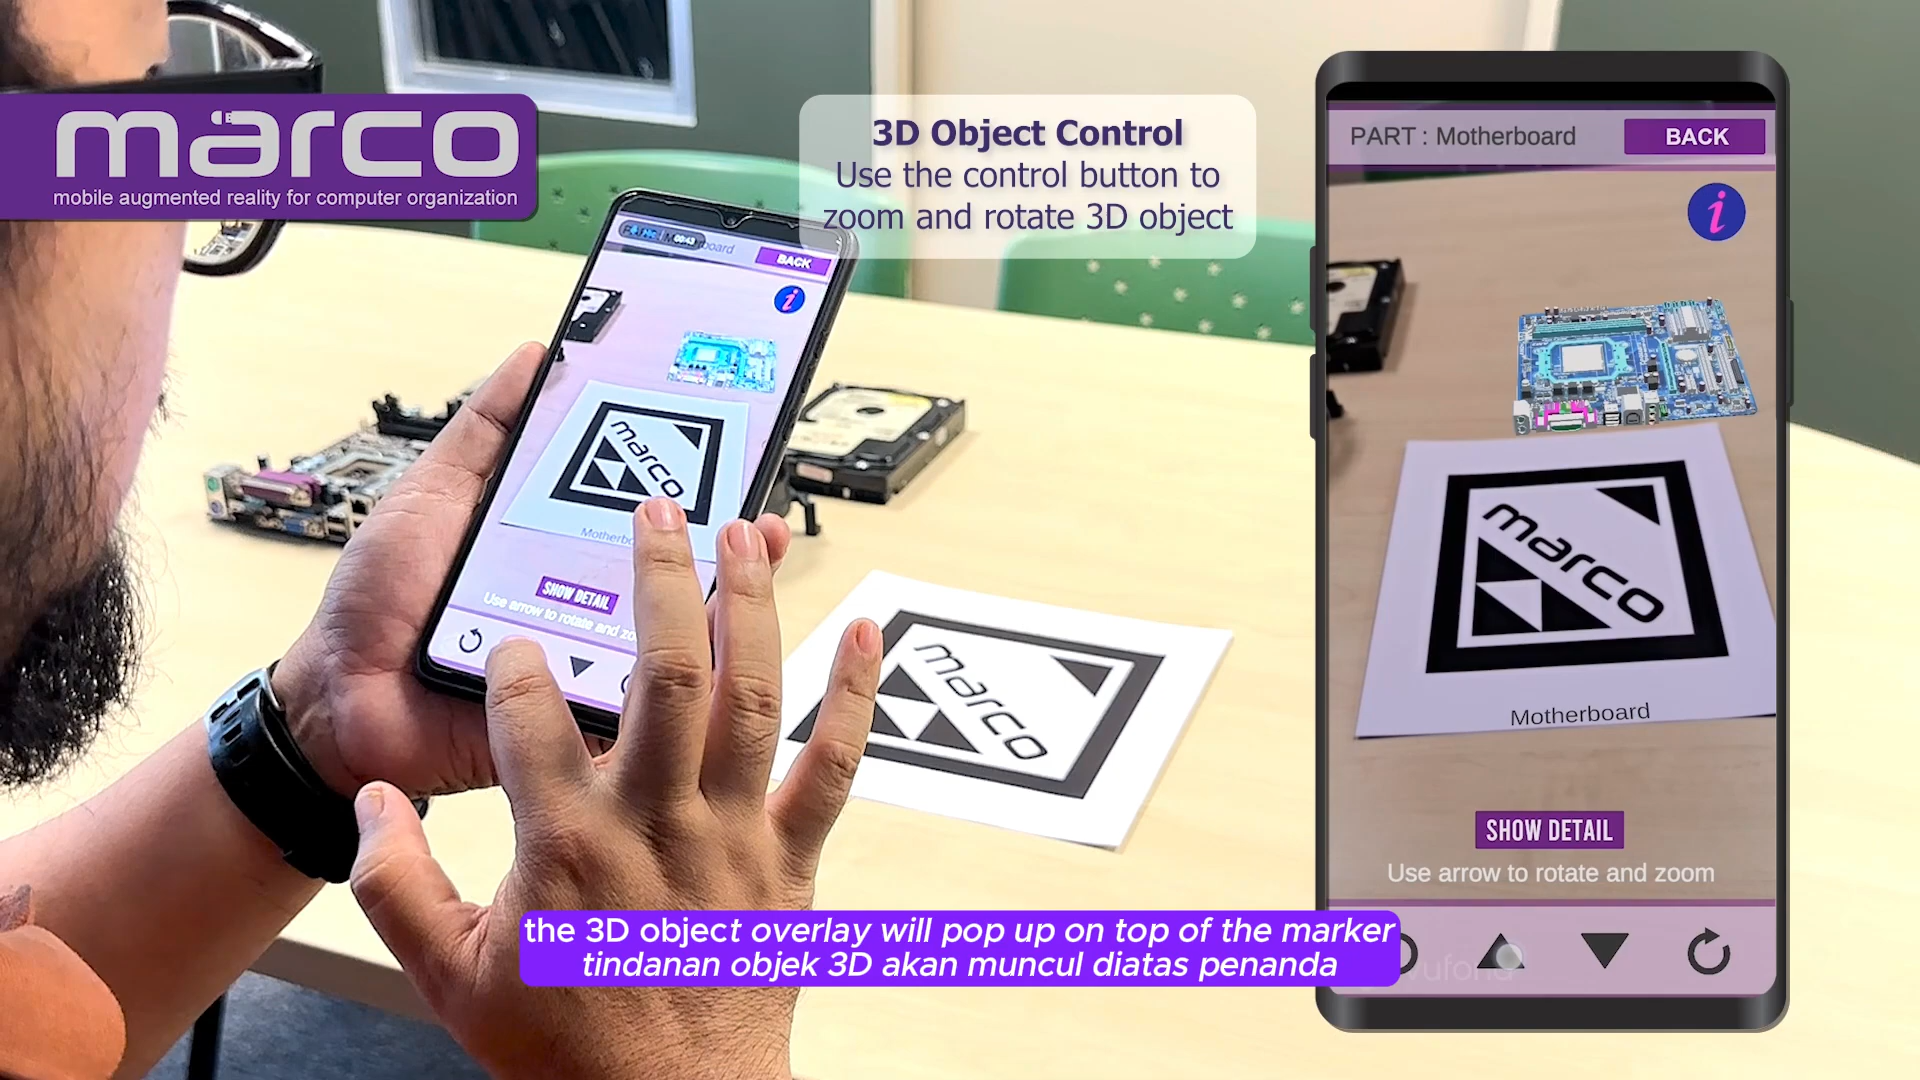 marco
mobile augmented reality for computer organization
3D Object Control
Use the control button to
zoom and rotate 3D object
BACK
i
marco
SHOW DETAIL
marco
PART : Motherboard
BACK
i
marco
Motherboard
SHOW DETAIL
Use arrow to rotate and zoom
the 3D object overlay will pop up on top of the marker
tindanan objek 3D akan muncul diatas penanda